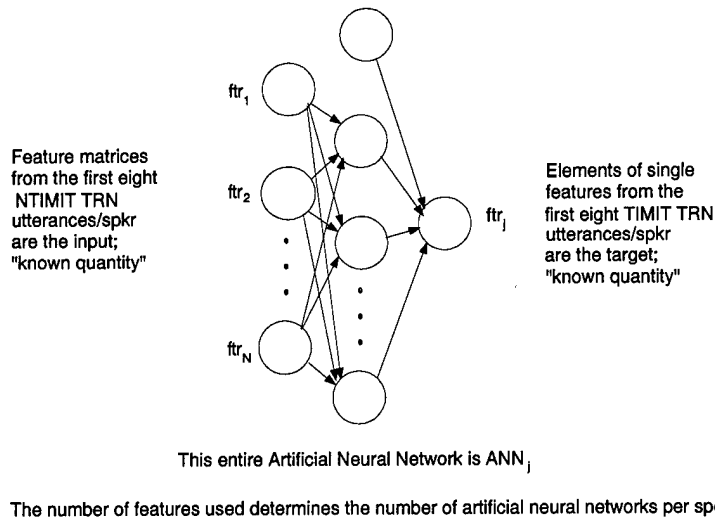 ftr1
Feature matrices
from the first eight
NTIMIT TRN
utterances/spkr
are the input;
"known quantity"
ftr2
ftrN
ftrj
Elements of single
features from the
first eight TIMIT TRN
utterances/spkr
are the target;
"known quantity"
This entire Artificial Neural Network is ANNj
The number of features used determines the number of artificial neural networks per